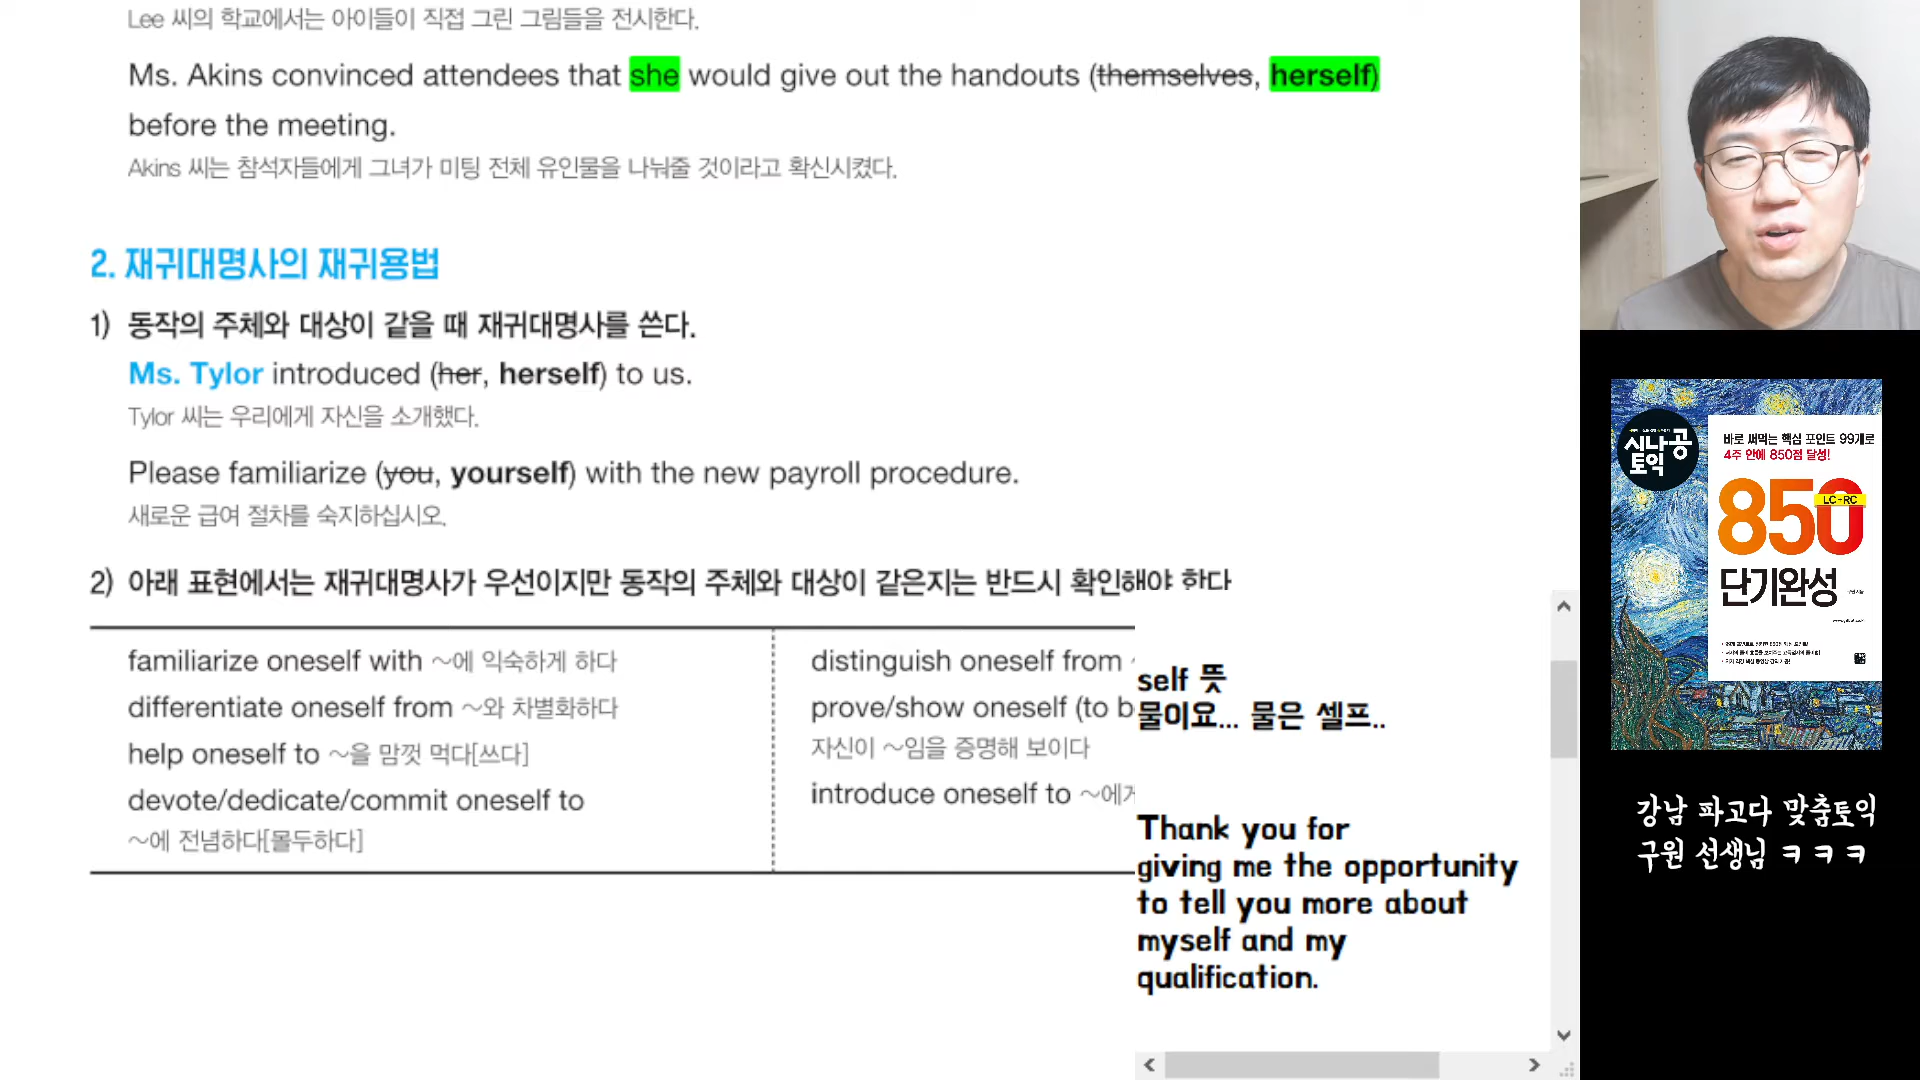 Lee 씨의 학교에서는 아이들이 직접 그린 그림들을 전시한다.
Ms. Akins convinced attendees that she would give out the handouts (themselves, herself)
before the meeting.
Akins 씨는 참석자들에게 그녀가 미팅 전체 유인물을 나눠줄 것이라고 확신시켰다.
2. 재귀대명사의 재귀용법
1) 동작의 주체와 대상이 같을 때 재귀대명사를 쓴다.
Ms. Tylor introduced (her, herself) to us.
Tylor 씨는 우리에게 자신을 소개했다.
Please familiarize (you, yourself) with the new payroll procedure.
새로운 급여 절차를 숙지하십시오.
2) 아래 표현에서는 재귀대명사가 우선이지만 동작의 주체와 대상이 같은지는 반드시 확인해야 한다
familiarize oneself with ~에 익숙하게 하다
differentiate oneself from ~와 차별화하다
help oneself to ~을 맘껏 먹다[쓰다]
devote/dedicate/commit oneself to
~에 전념하다[몰두하다]
distinguish oneself from ~
prove/show oneself (to b
자신이 ~임을 증명해 보이다
introduce oneself to ~에게
self 뜻
물이요... 물은 셀프..
Thank you for
giving me the opportunity
to tell you more about
myself and my
qualification.
시나공
토익
바로 써먹는 핵심 포인트 99개로
4주 안에 850점 달성!
850
LC+RC
단기완성
강남 파고다 맞춤토익
구원 선생님 ㅋㅋㅋ